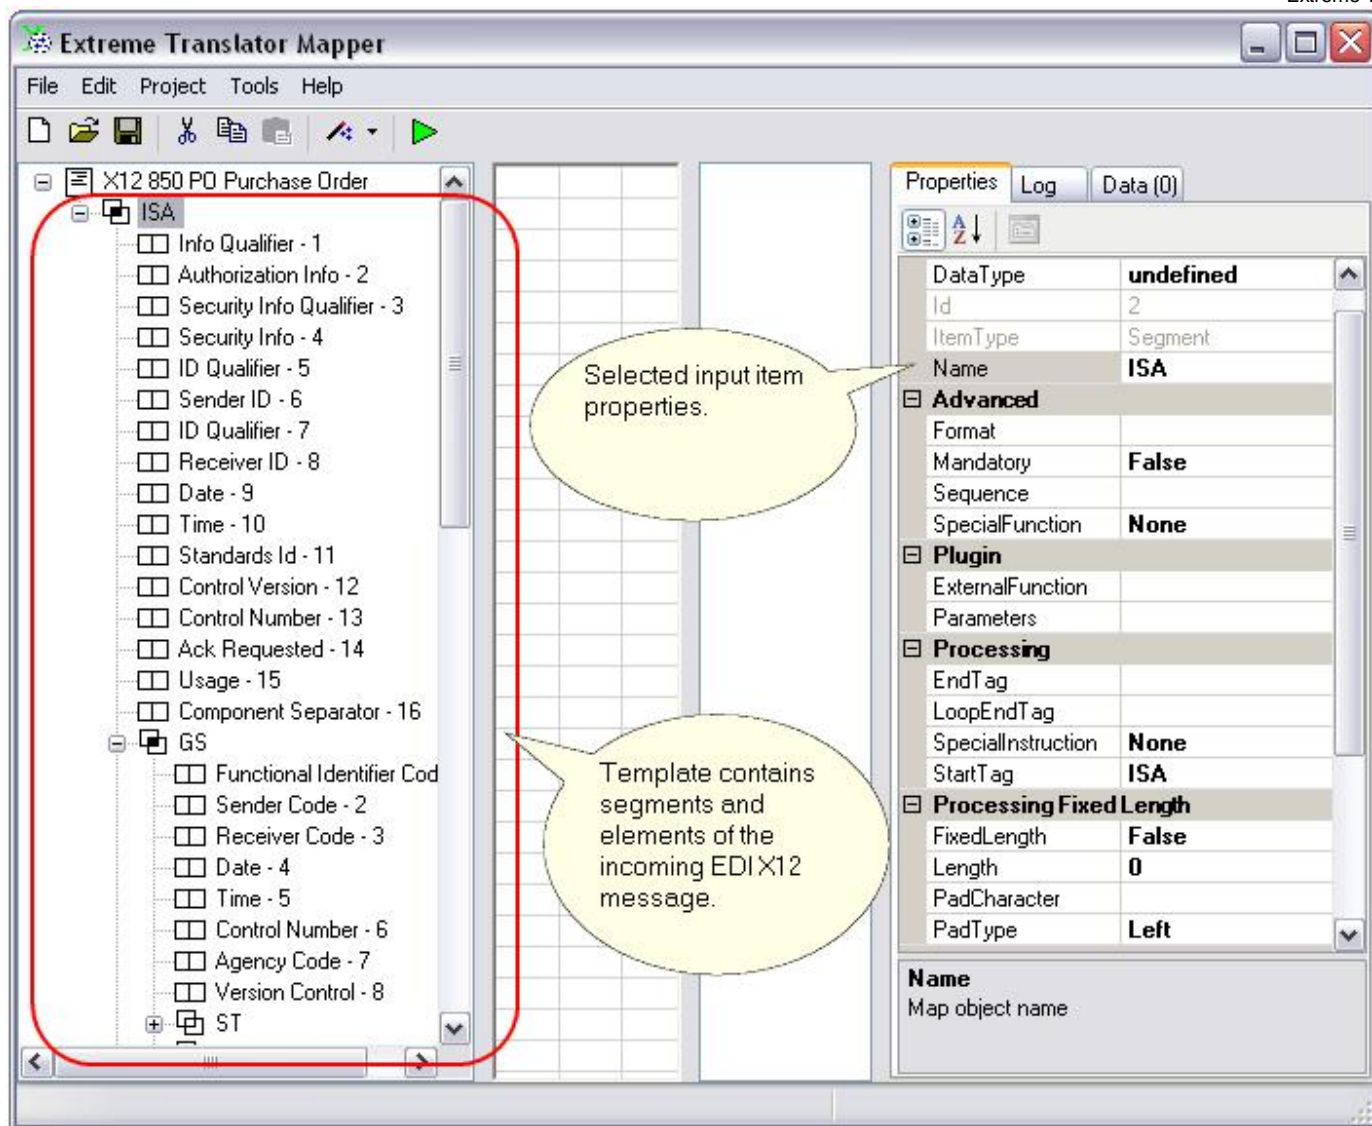 Extreme Translator Mapper
File Edit Project Tools Help
X12 850 PO Purchase Order
ISA
Info Qualifier - 1
Authorization Info - 2
Security Info Qualifier - 3
Security Info - 4
ID Qualifier - 5
Sender ID - 6
ID Qualifier - 7
Receiver ID - 8
Date - 9
Time - 10
Standards Id - 11
Control Version - 12
Control Number - 13
Ack Requested - 14
Usage - 15
Component Separator - 16
GS
Functional Identifier Cod
Sender Code - 2
Receiver Code - 3
Date - 4
Time - 5
Control Number - 6
Agency Code - 7
Version Control - 8
ST
Selected input item
properties.
Template contains
segments and
elements of the
incoming EDI X12
message.
Properties Log Data (0)
DataType undefined
Id 2
ItemType Segment
Name ISA
Advanced
Format
Mandatory False
Sequence
SpecialFunction None
Plugin
ExternalFunction
Parameters
Processing
EndTag
LoopEndTag
SpecialInstruction None
StartTag ISA
Processing Fixed Length
FixedLength False
Length 0
PadCharacter
PadType Left
Name
Map object name